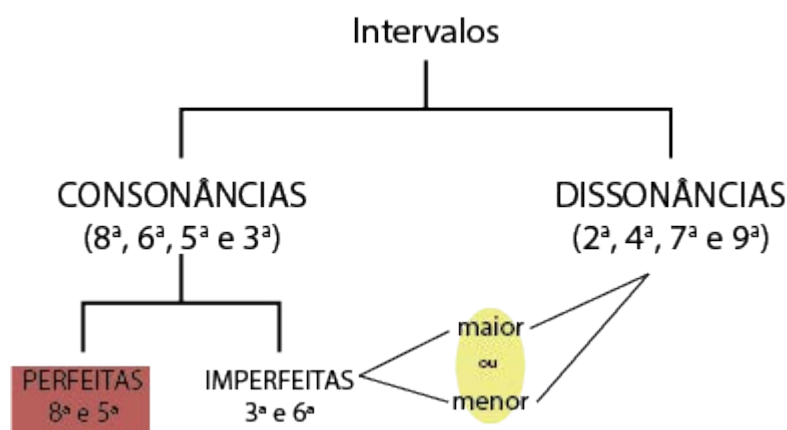 Intervalos
CONSONÂNCIAS
(8ª, 6ª, 5ª e 3ª)
DISSONÂNCIAS
(2ª, 4ª, 7ª e 9ª)
PERFEITAS
8ª e 5ª
IMPERFEITAS
3ª e 6ª
maior
ou
menor